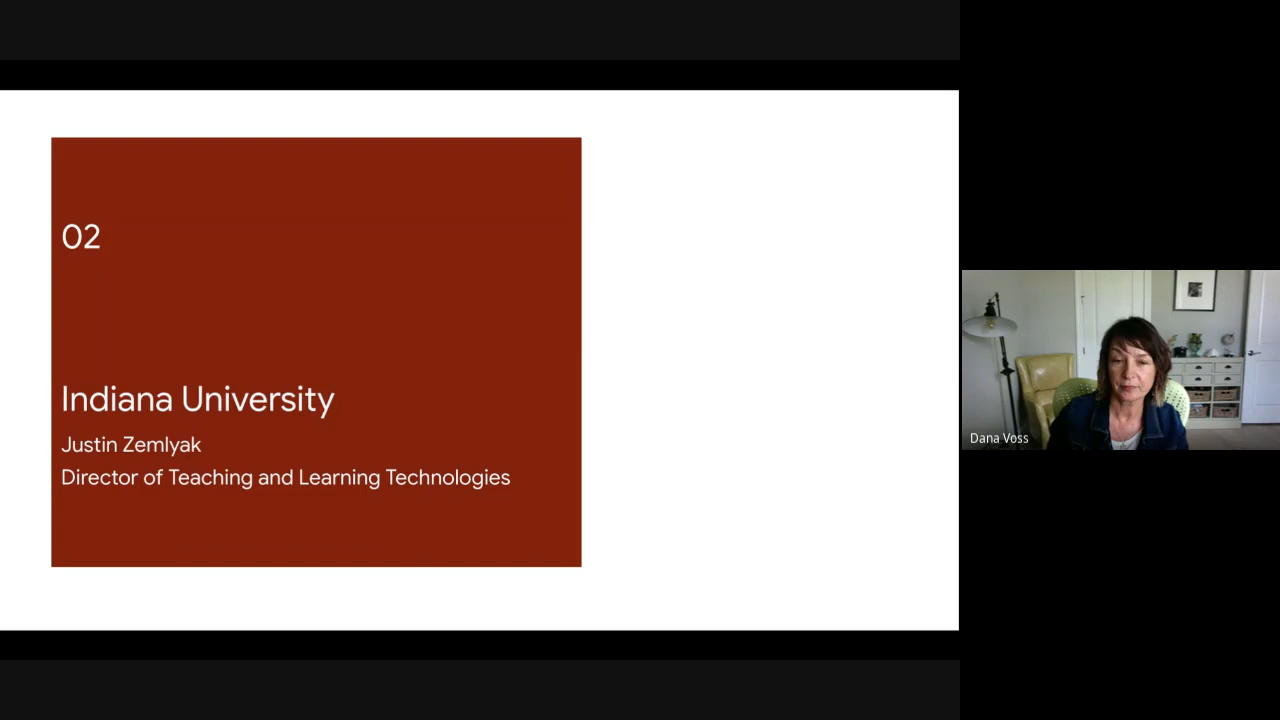 02
Indiana University
Justin Zemlyak
Director of Teaching and Learning Technologies
Dana Voss